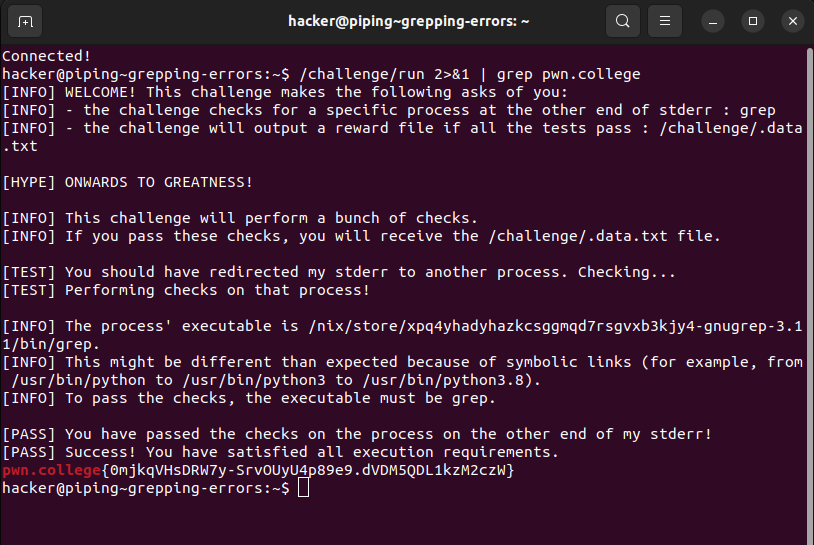 hacker@piping~grepping-errors: ~
Connected!
hacker@piping~grepping-errors:~$ /challenge/run 2>&1 | grep pwn.college
[INFO] WELCOME! This challenge makes the following asks of you:
[INFO] - the challenge checks for a specific process at the other end of stderr : grep
[INFO] - the challenge will output a reward file if all the tests pass : /challenge/.data
.txt
[HYPE] ONWARDS TO GREATNESS!
[INFO] This challenge will perform a bunch of checks.
[INFO] If you pass these checks, you will receive the /challenge/.data.txt file.
[TEST] You should have redirected my stderr to another process. Checking...
[TEST] Performing checks on that process!
[INFO] The process' executable is /nix/store/xpq4yhadyhazkcsggmqd7rsgvxb3kjy4-gnugrep-3.1
1/bin/grep.
[INFO] This might be different than expected because of symbolic links (for example, from
/usr/bin/python to /usr/bin/python3 to /usr/bin/python3.8).
[INFO] To pass the checks, the executable must be grep.
[PASS] You have passed the checks on the process on the other end of my stderr!
[PASS] Success! You have satisfied all execution requirements.
pwn.college{0mjkqVHsDRW7y-SrvOUyU4p89e9.dVDM5QDL1kzM2czW}
hacker@piping~grepping-errors:~$